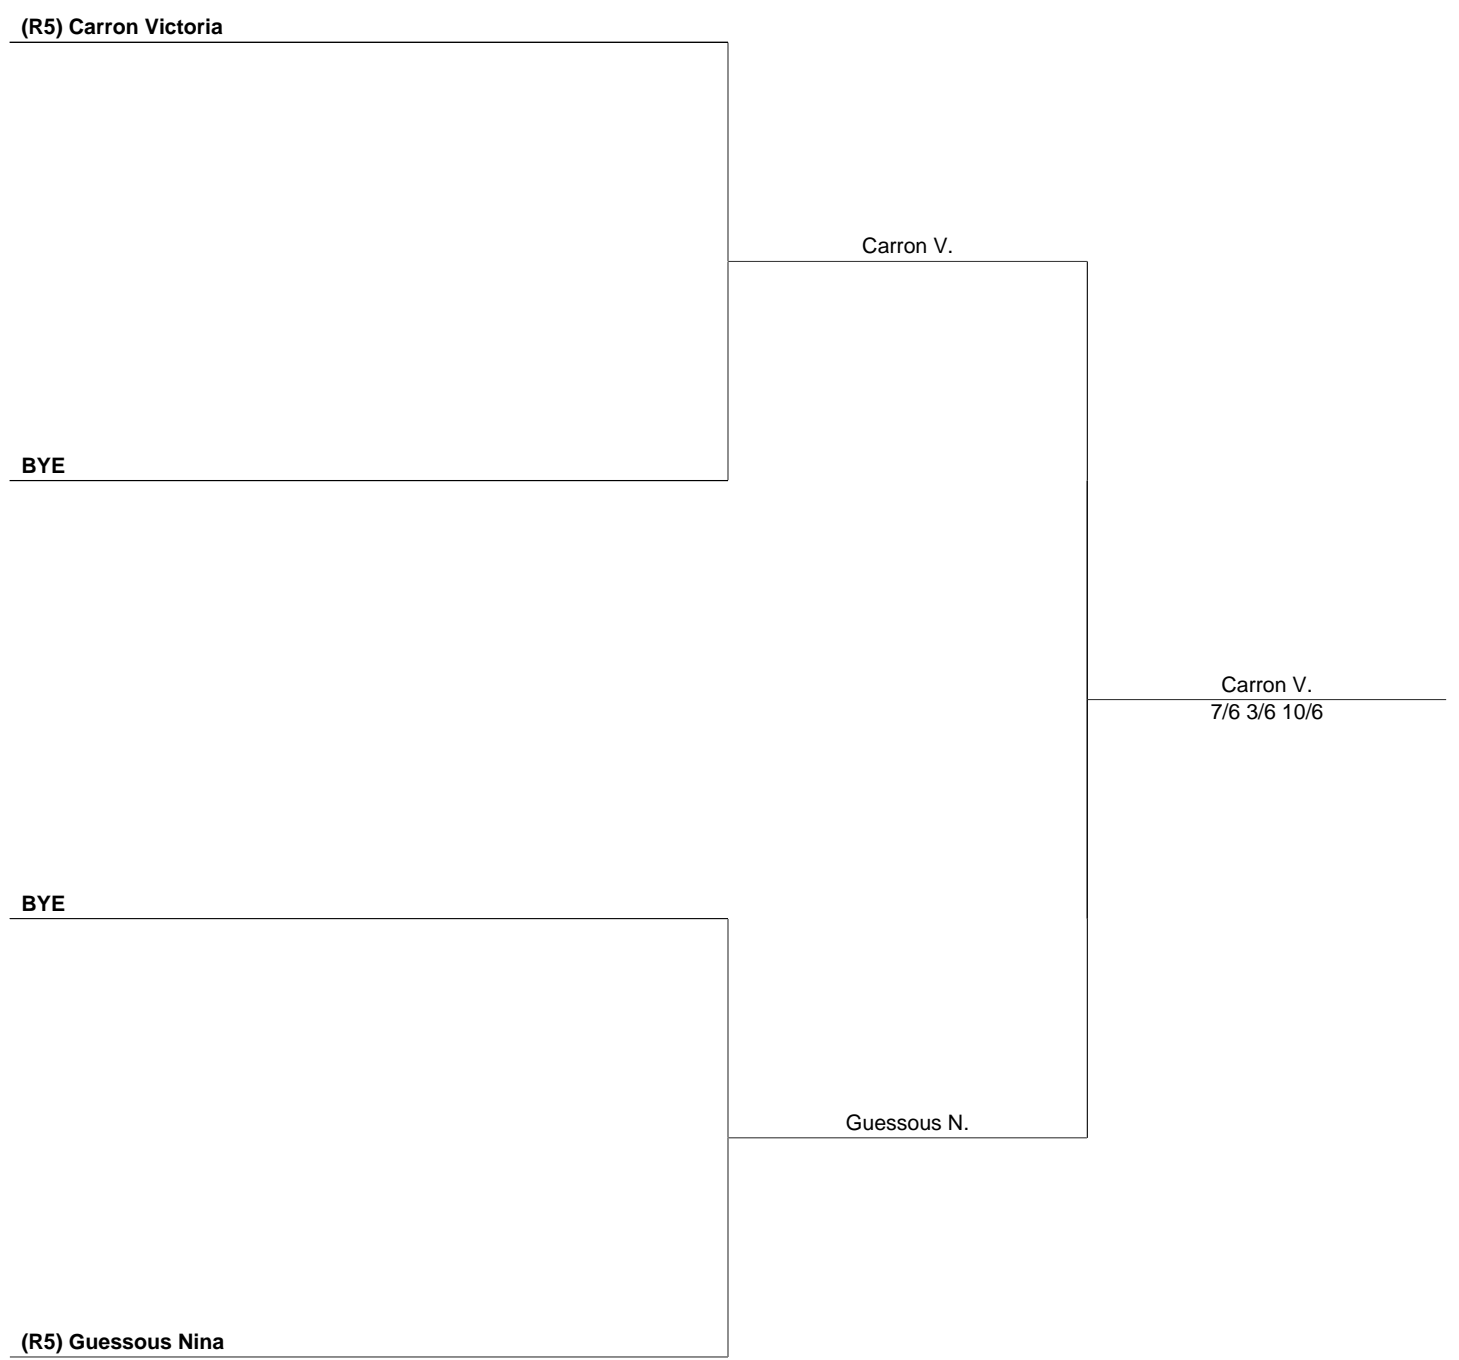 (R5) Carron Victoria
Carron V.
BYE
Carron V.
7/6 3/6 10/6
BYE
Guessous N.
(R5) Guessous Nina